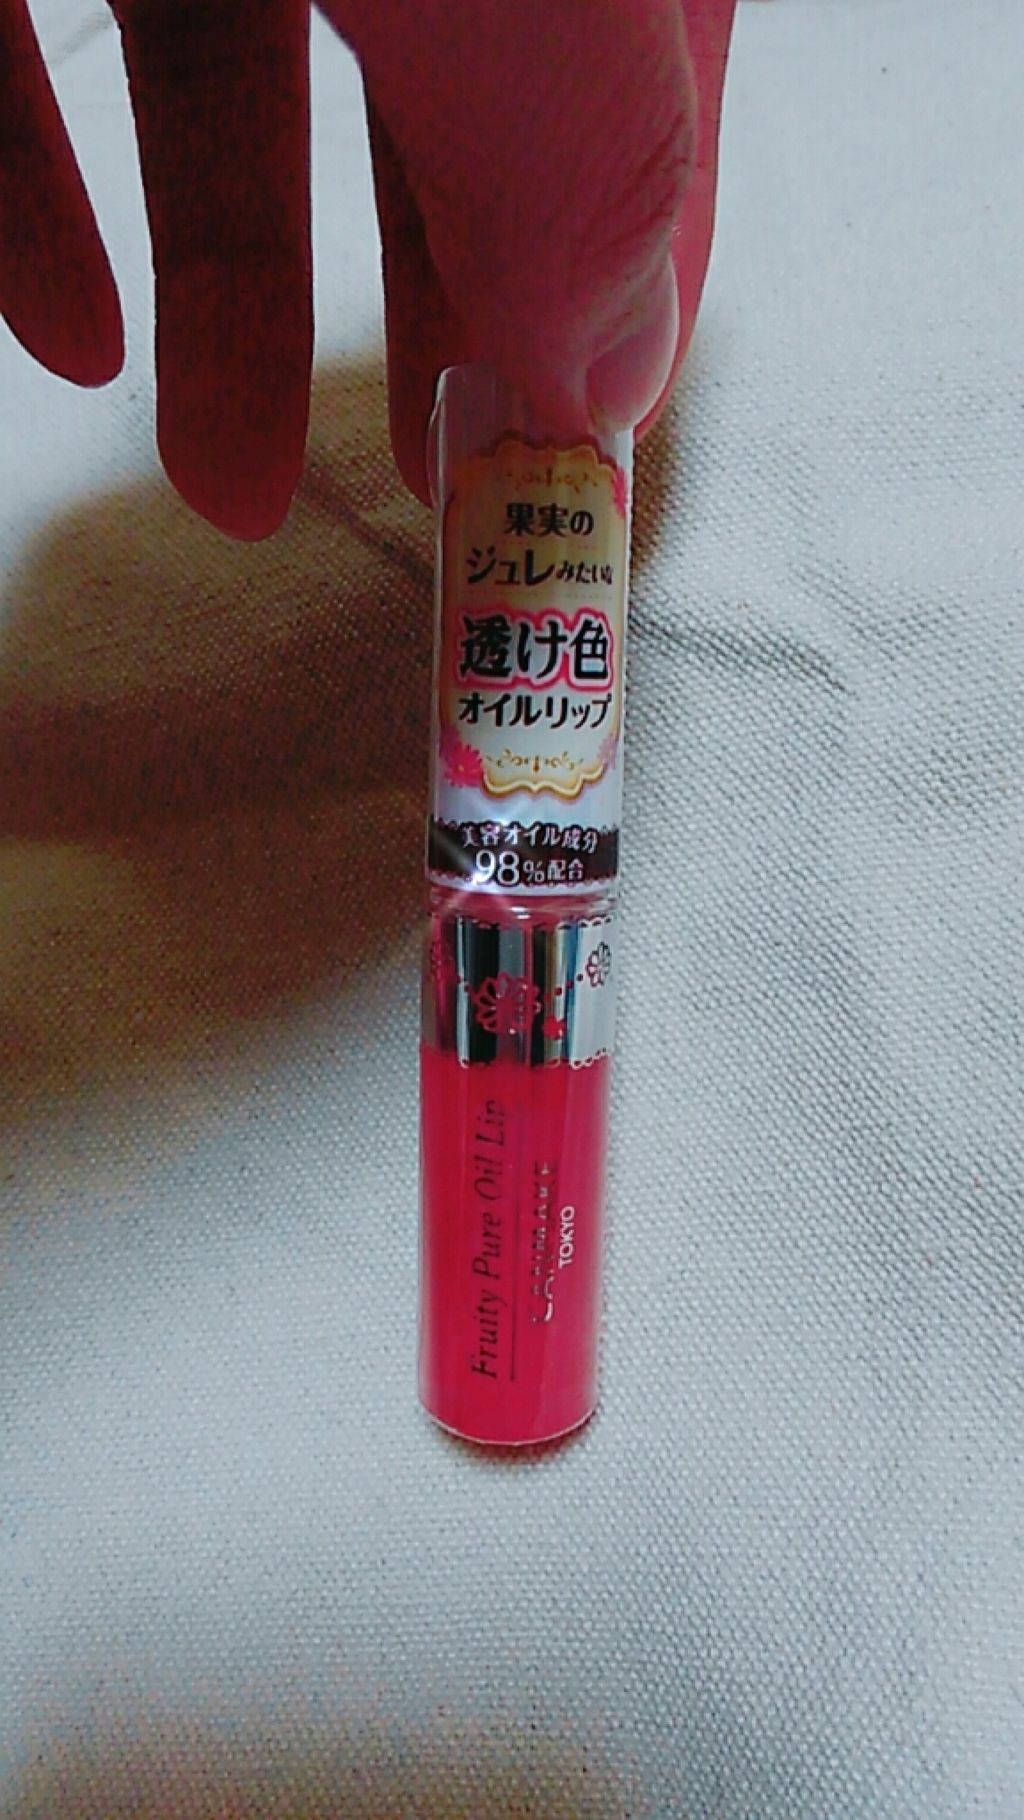 果実の
ジュレみたいな
透け色
オイルリップ
美容オイル成分
98%配合
Fruity Pure Oil Lip
CANMAKE
TOKYO